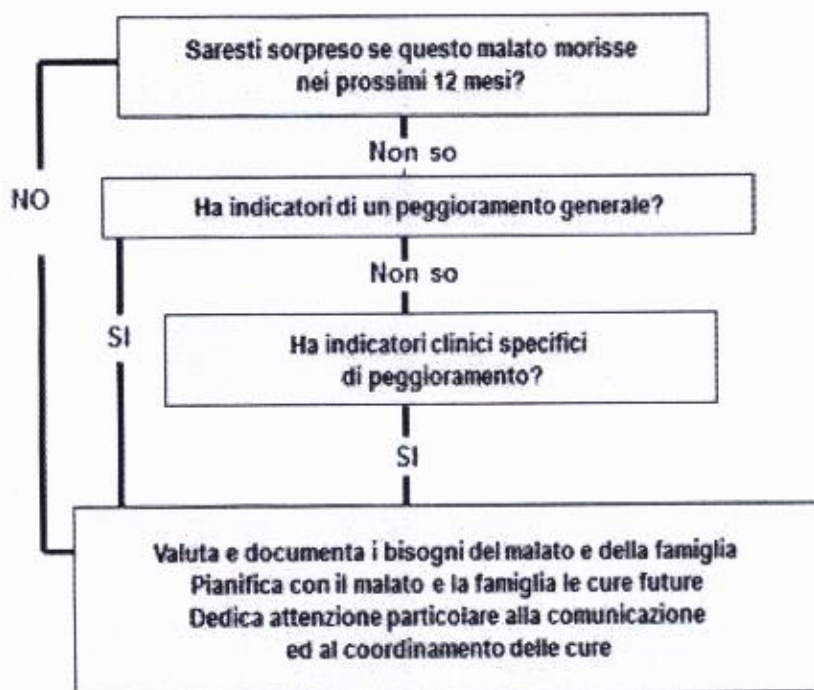 Saresti sorpreso se questo malato morisse
nei prossimi 12 mesi?
Non so
NO
Ha indicatori di un peggioramento generale?
Non so
SI
Ha indicatori clinici specifici
di peggioramento?
SI
Valuta e documenta i bisogni del malato e della famiglia
Pianifica con il malato e la famiglia le cure future
Dedica attenzione particolare alla comunicazione
ed al coordinamento delle cure